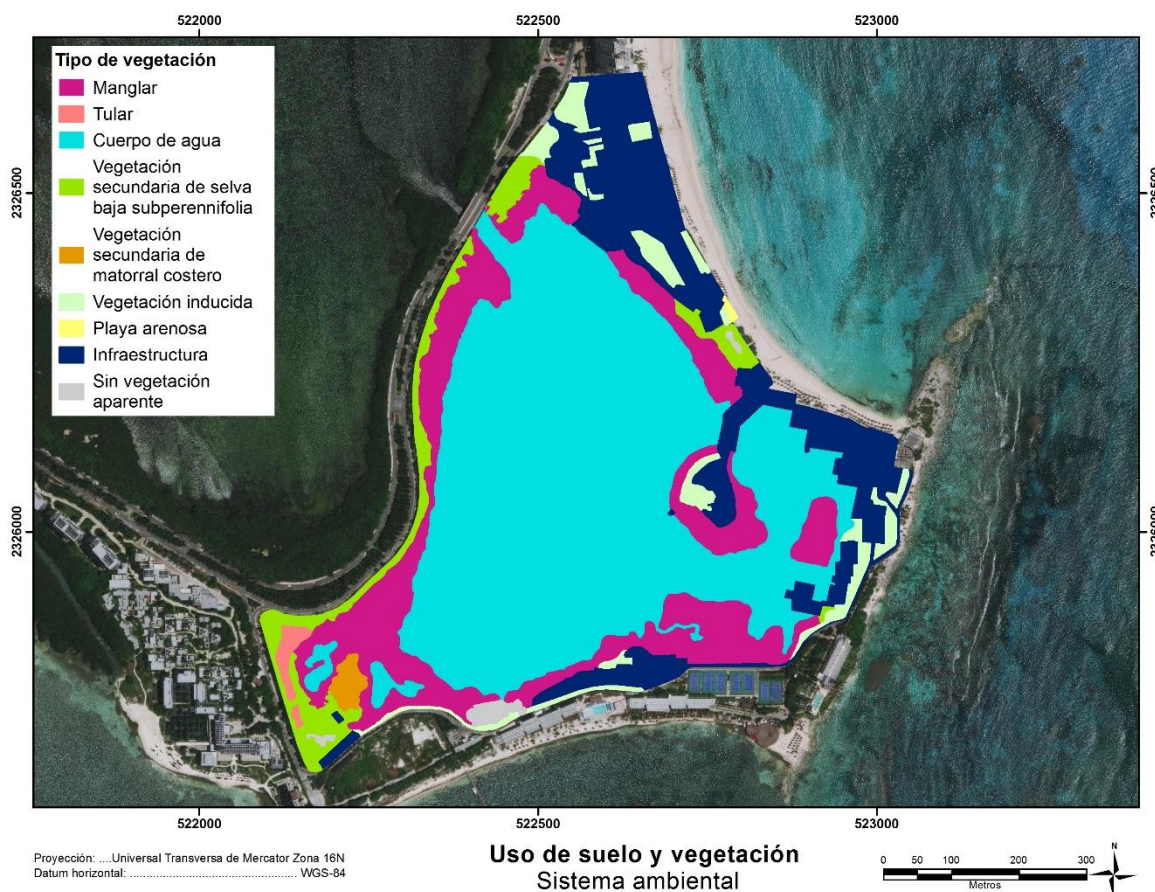 522000
522500
523000
2326500
2326500
2326000
2326000
Tipo de vegetación
Manglar
Tular
Cuerpo de agua
Vegetación
secundaria de selva
baja subperennifolia
Vegetación
secundaria de
matorral costero
Vegetación inducida
Playa arenosa
Infraestructura
Sin vegetación
aparente
522000
522500
523000
Proyección: ....Universal Transversa de Mercator Zona 16N
Datum horizontal: ................................................. WGS-84
Uso de suelo y vegetación
Sistema ambiental
0 50 100 200 300
Metros
N